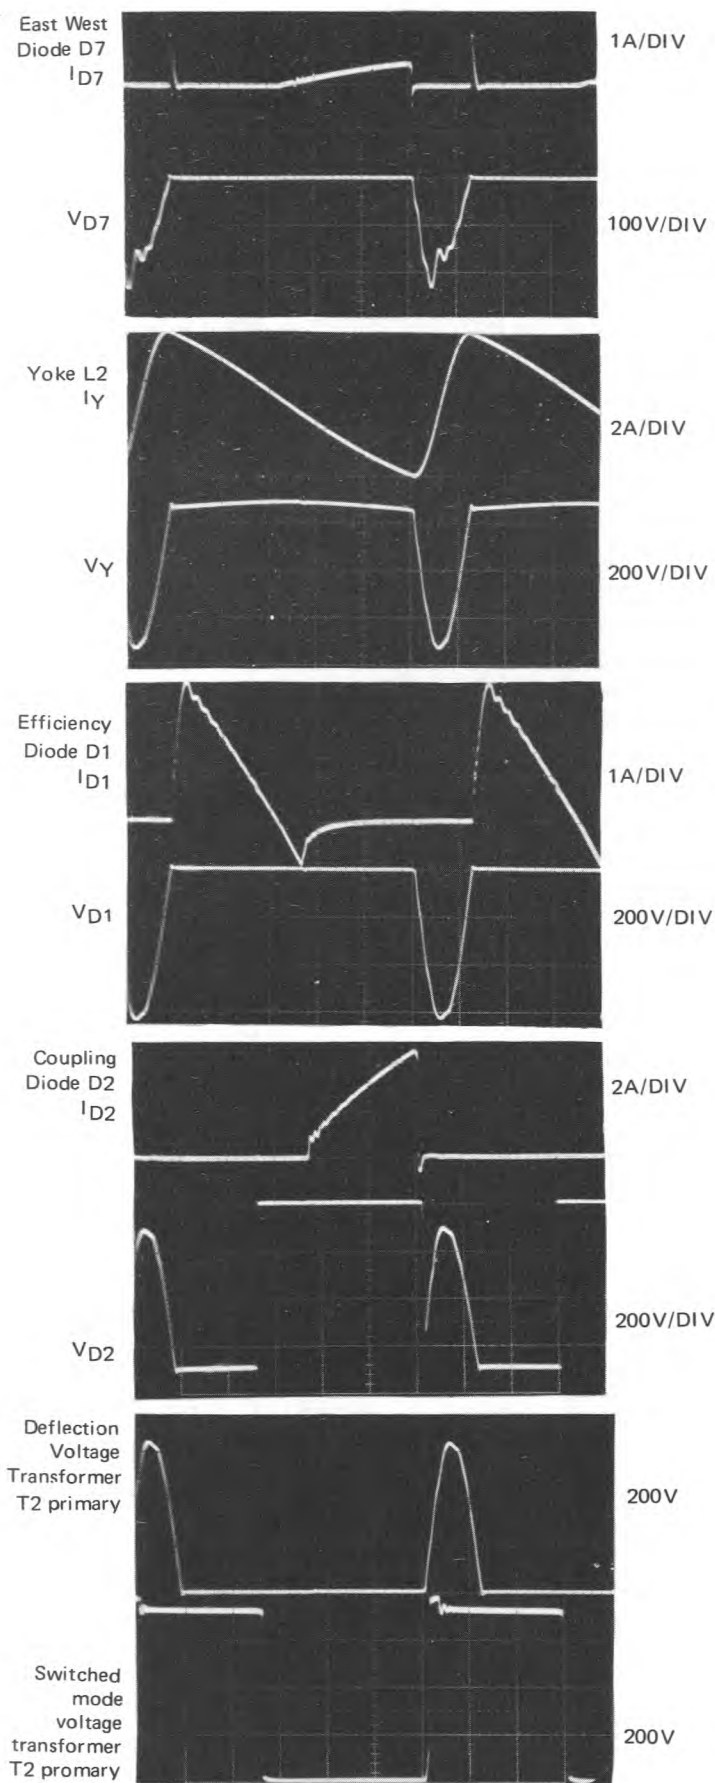 East West
Diode D7
ID7
1A/DIV
VD7
100V/DIV
Yoke L2
IY
2A/DIV
VY
200V/DIV
Efficiency
Diode D1
ID1
1A/DIV
VD1
200V/DIV
Coupling
Diode D2
ID2
2A/DIV
VD2
200V/DIV
Deflection
Voltage
Transformer
T2 primary
200V
Switched
mode
voltage
transformer
T2 promary
200V